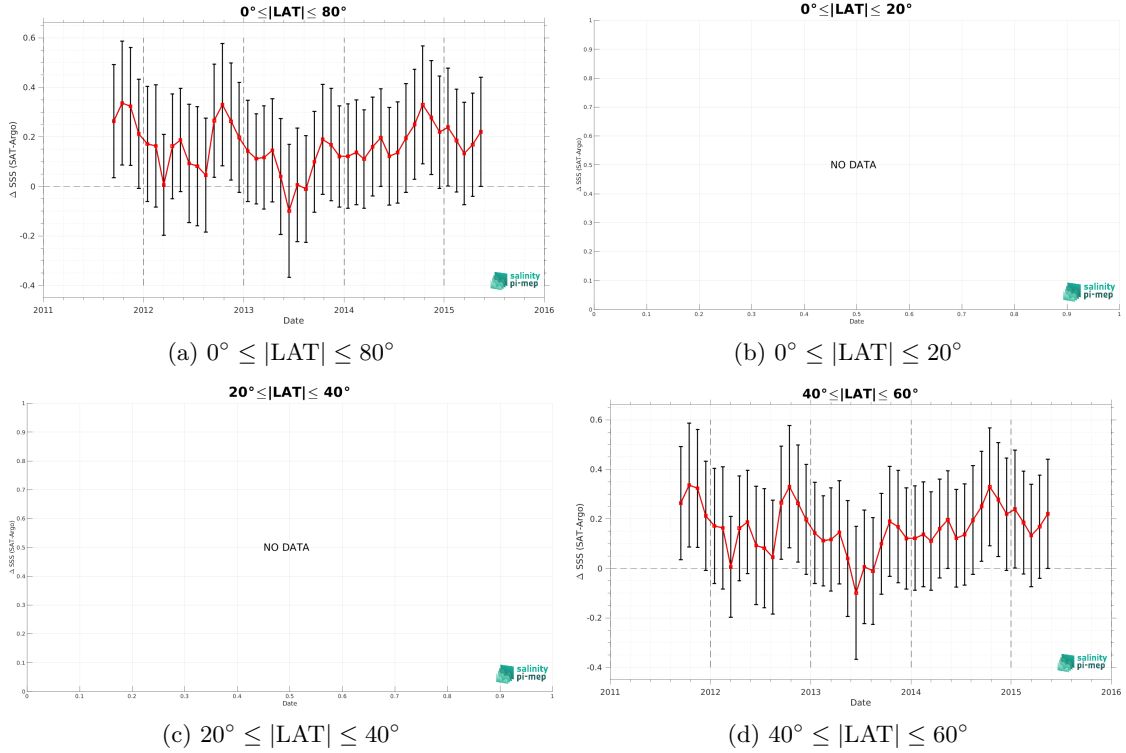 0°≤|LAT|≤ 80°
Δ SSS (SAT-Argo)
0.6
0.4
0.2
0
-0.2
-0.4
2011 2012 2013 2014 2015 2016
Date
salinity
pi-mep
(a) 0° ≤ |LAT| ≤ 80°
0°≤|LAT|≤ 20°
Δ SSS (SAT-Argo)
1
0.9
0.8
0.7
0.6
0.5
0.4
0.3
0.2
0.1
0
NO DATA
0 0.1 0.2 0.3 0.4 0.5 0.6 0.7 0.8 0.9 1
Date
salinity
pi-mep
(b) 0° ≤ |LAT| ≤ 20°
20°≤|LAT|≤ 40°
Δ SSS (SAT-Argo)
1
0.9
0.8
0.7
0.6
0.5
0.4
0.3
0.2
0.1
0
NO DATA
0 0.1 0.2 0.3 0.4 0.5 0.6 0.7 0.8 0.9 1
Date
salinity
pi-mep
(c) 20° ≤ |LAT| ≤ 40°
40°≤|LAT|≤ 60°
Δ SSS (SAT-Argo)
0.6
0.4
0.2
0
-0.2
-0.4
2011 2012 2013 2014 2015 2016
Date
salinity
pi-mep
(d) 40° ≤ |LAT| ≤ 60°